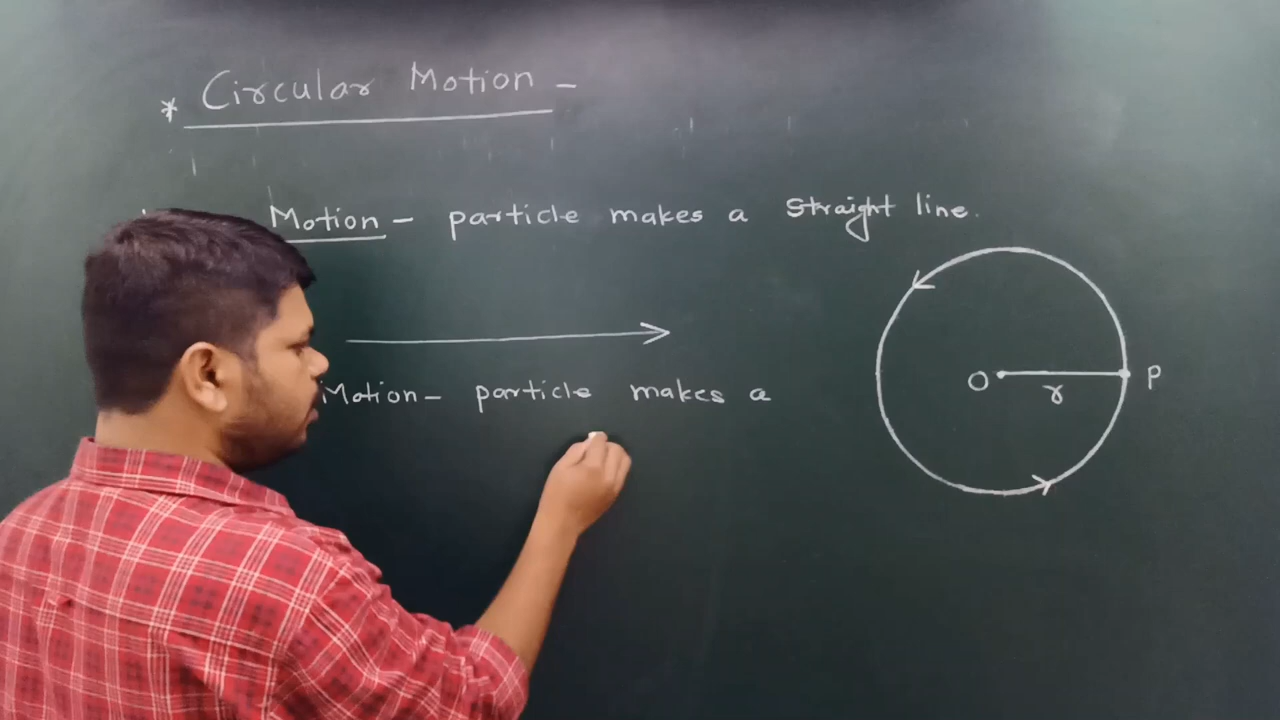 * Circular Motion –
Motion – particle makes a straight line.
Motion – particle makes a
O r P